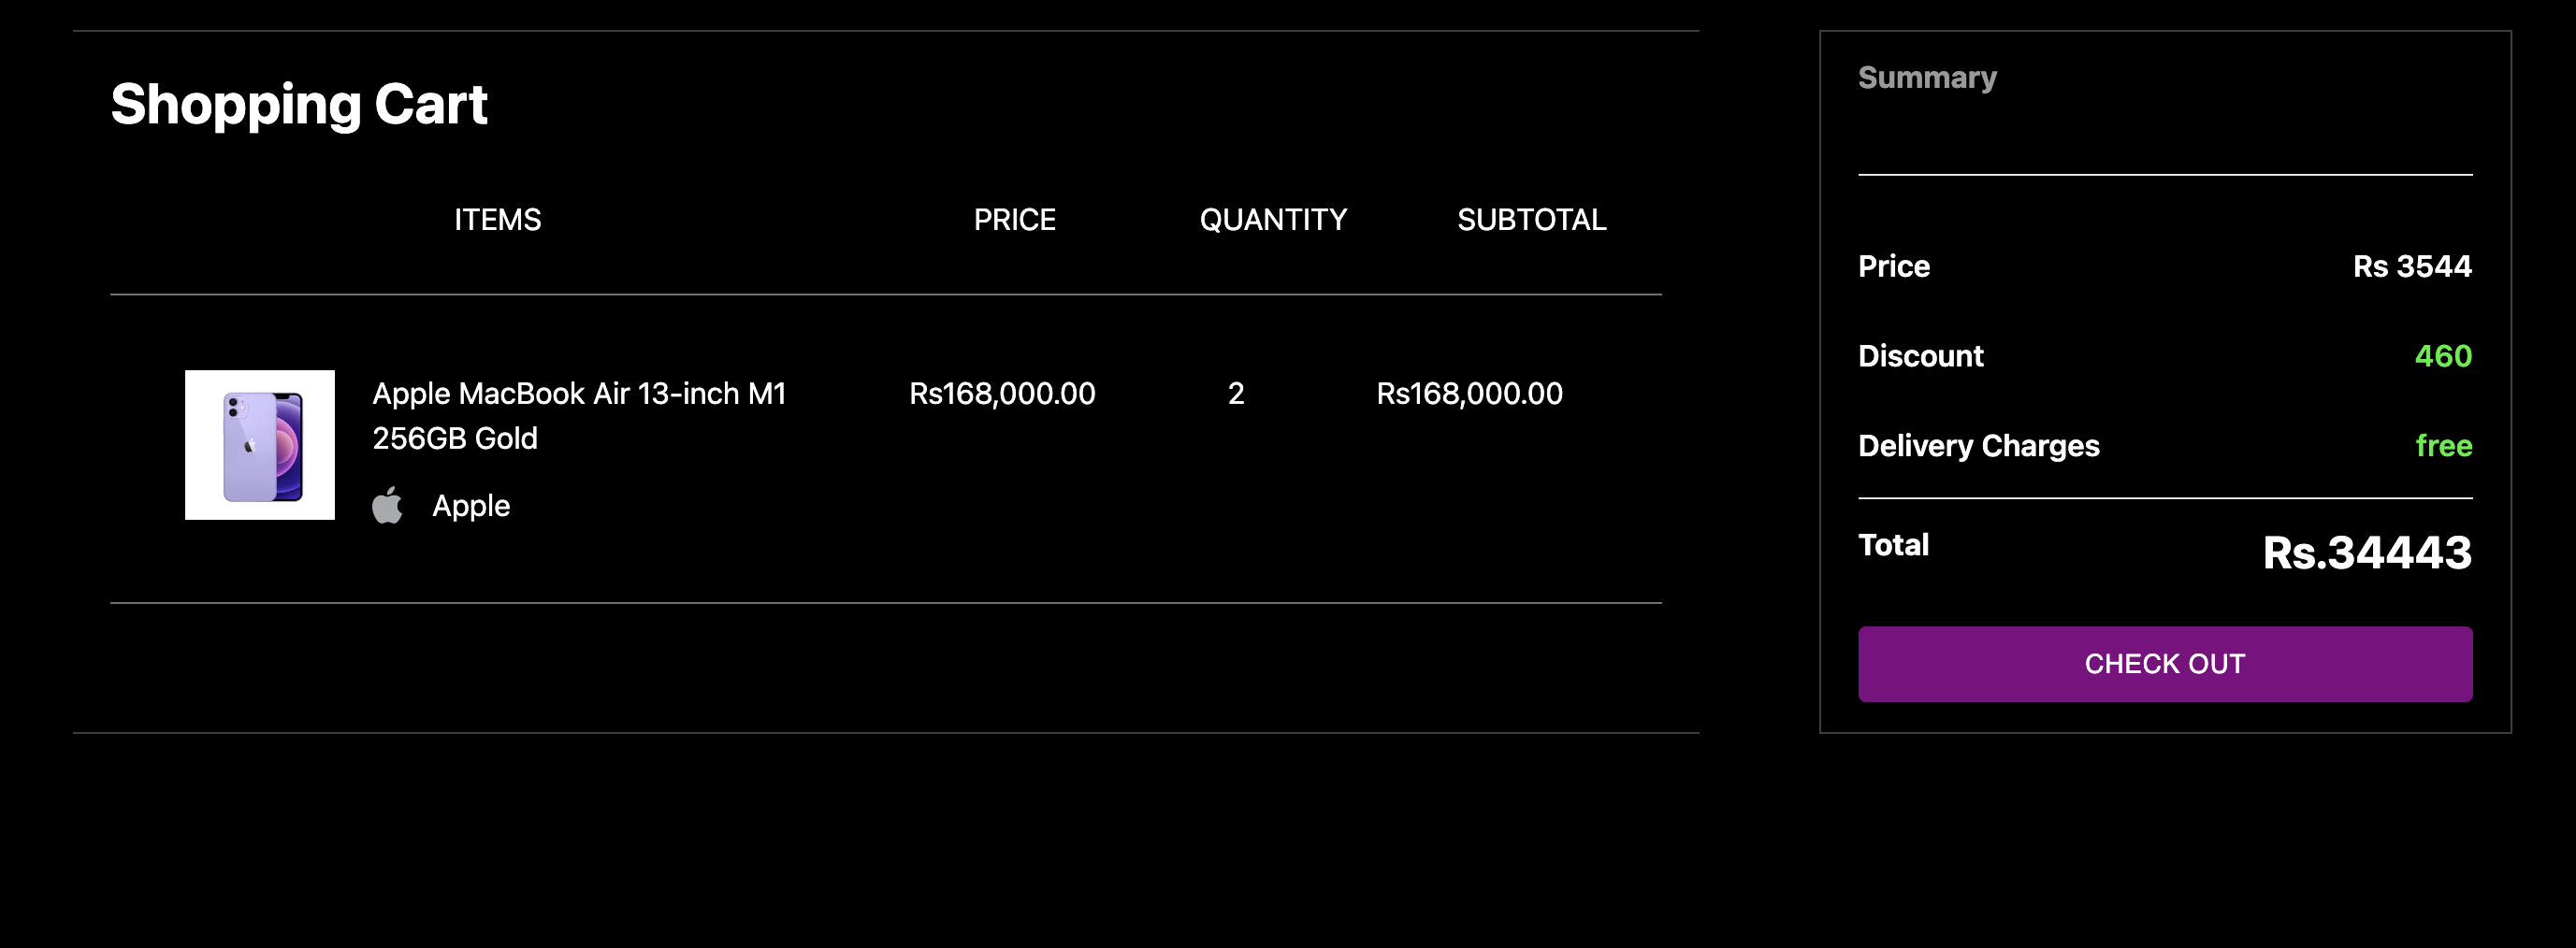 Shopping Cart
ITEMS PRICE QUANTITY SUBTOTAL
Apple MacBook Air 13-inch M1 Rs168,000.00 2 Rs168,000.00
256GB Gold
Apple
Summary
Price Rs 3544
Discount 460
Delivery Charges free
Total Rs.34443
CHECK OUT